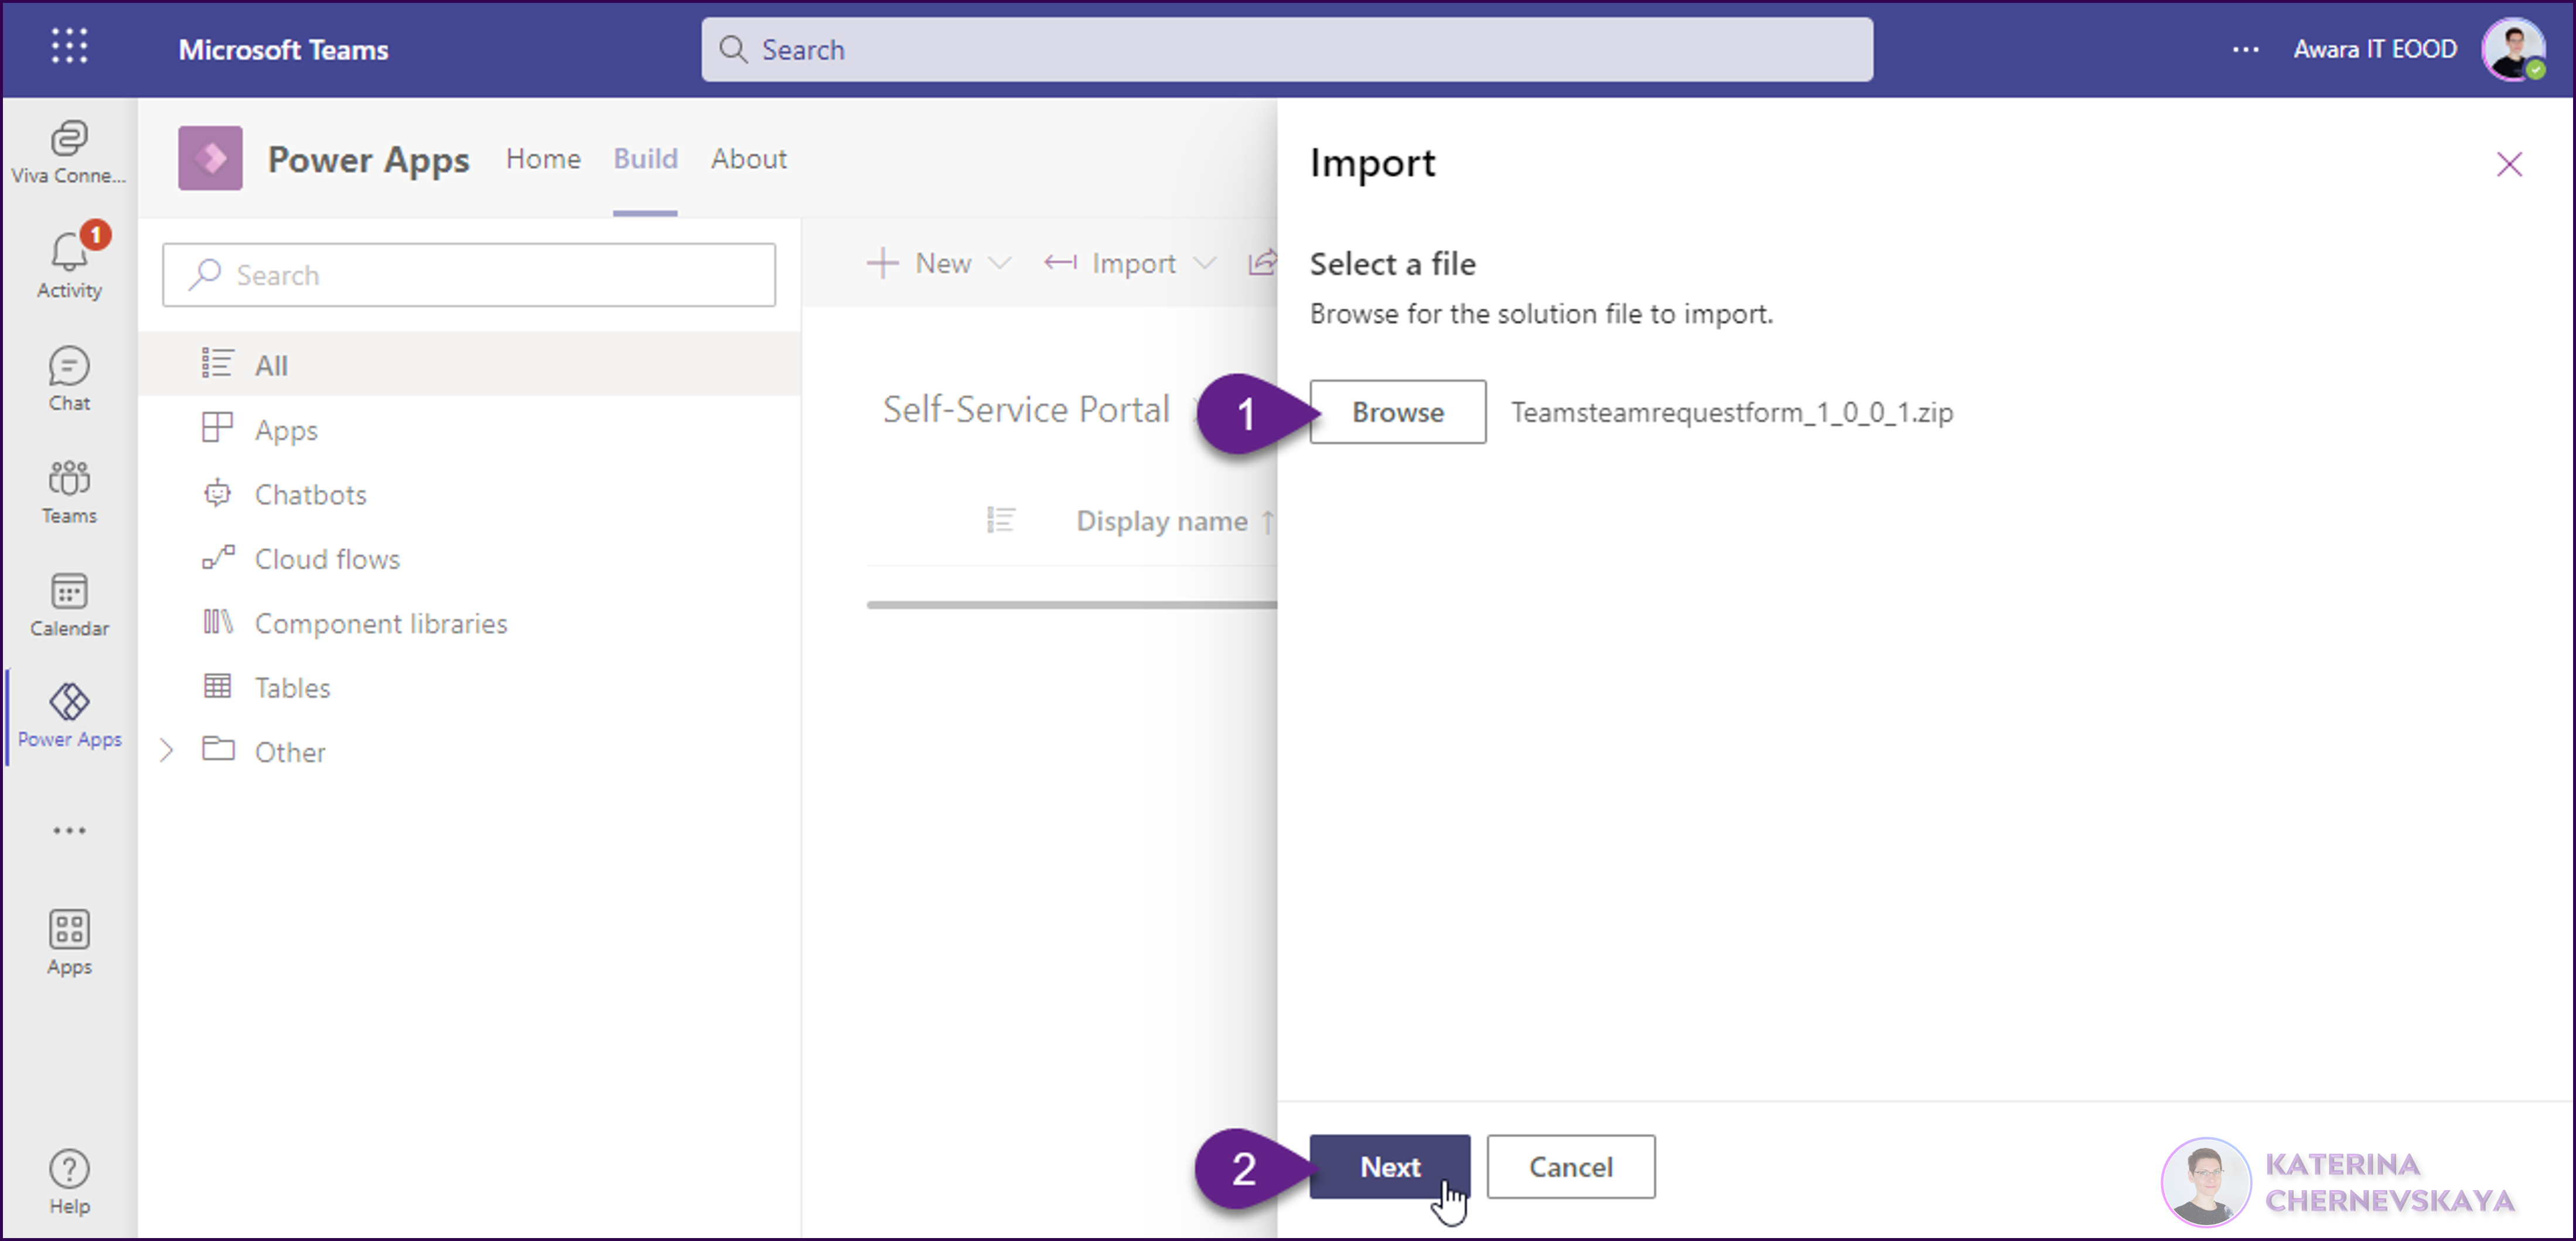 Microsoft Teams
Search
Awara IT EOOD
Viva Conne...
1
Activity
Chat
Teams
Calendar
Power Apps
Apps
Help
Power Apps
Home
Build
About
Search
All
Apps
Chatbots
Cloud flows
Component libraries
Tables
Other
New
Import
Self-Service Portal
Display name
Import
Select a file
Browse for the solution file to import.
1
Browse
Teamsteamrequestform_1_0_0_1.zip
2
Next
Cancel
KATERINA
CHERNEVSKAYA